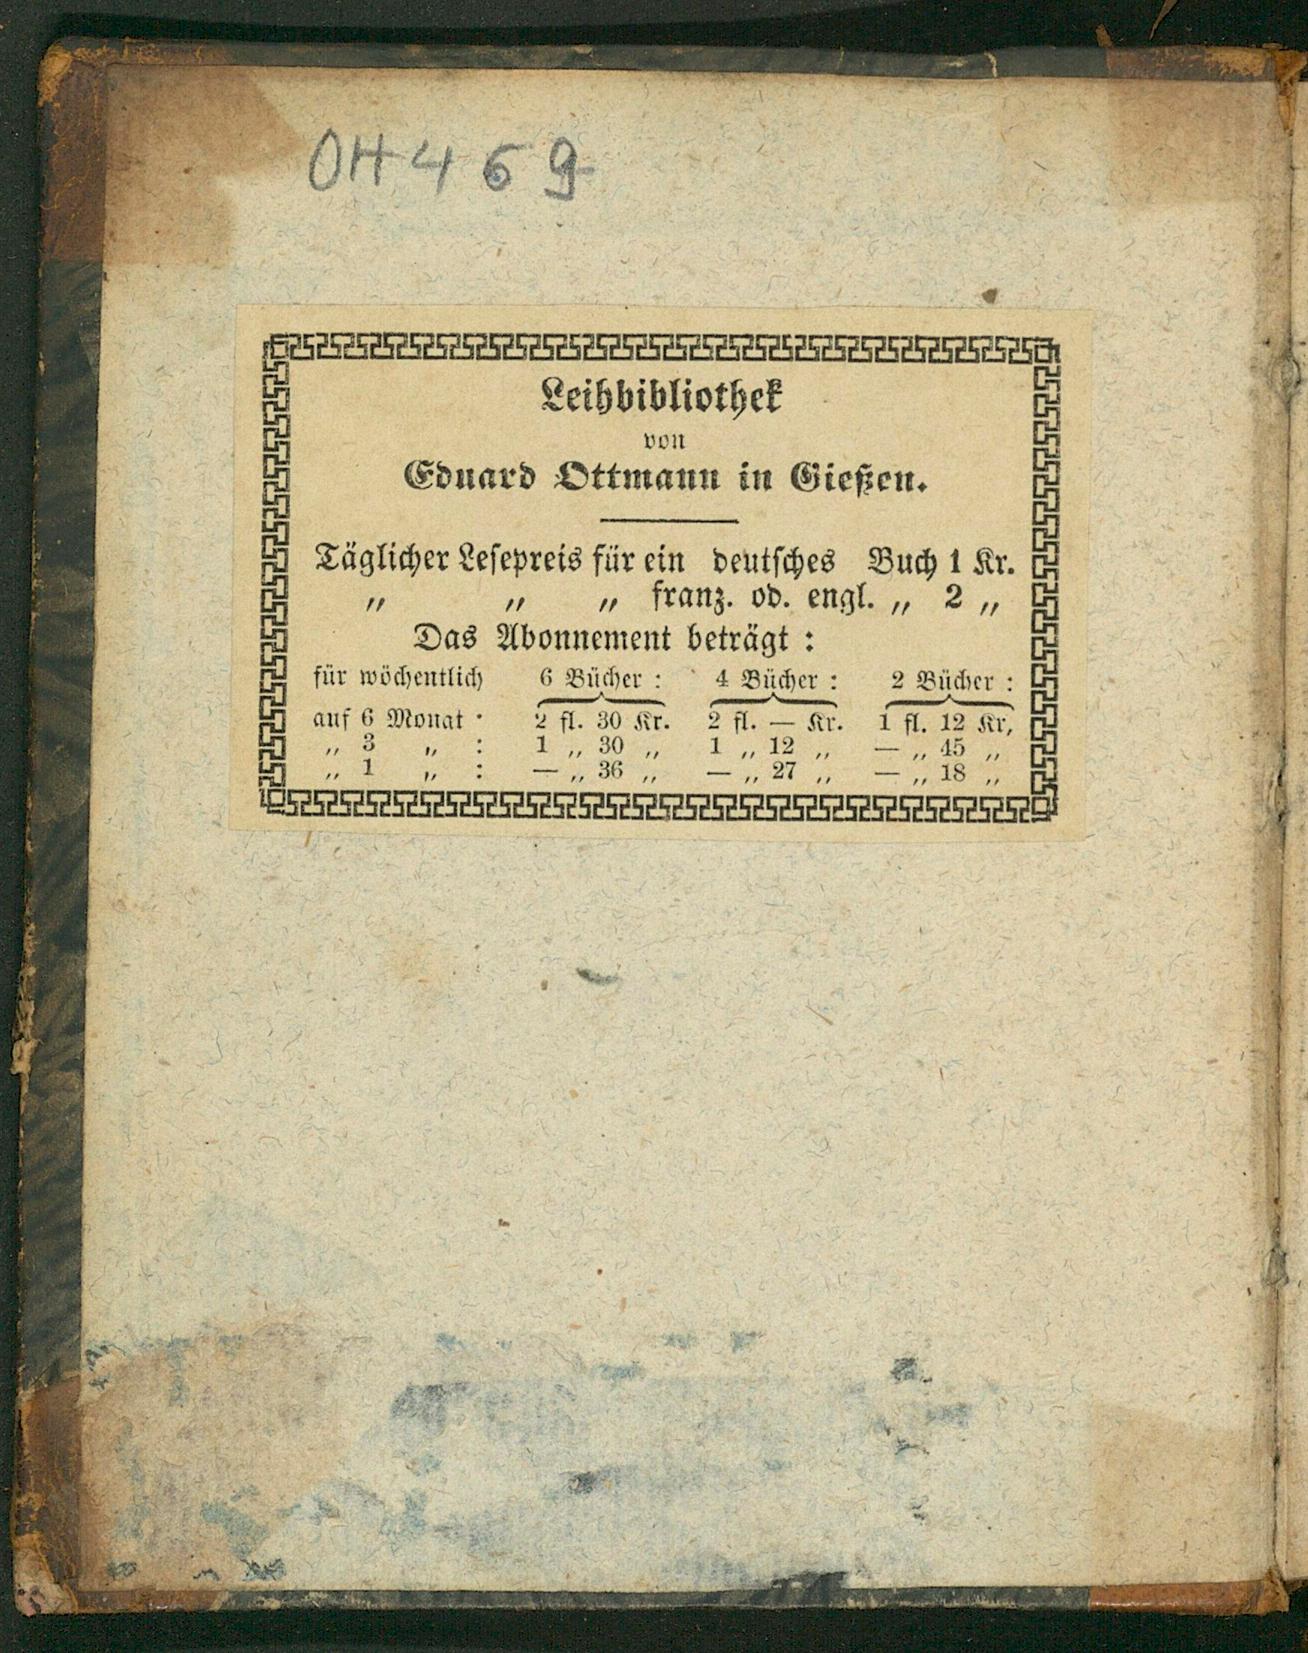 OH 469
Leihbibliothek
von
Eduard Ottmann in Gießen.
Täglicher Lesepreis für ein deutsches Buch 1 Kr.
„ „ „ franz. od. engl. „ 2 „
Das Abonnement beträgt :
für wöchentlich 6 Bücher : 4 Bücher : 2 Bücher :
auf 6 Monat · 2 fl. 30 Kr. 2 fl. — Kr. 1 fl. 12 Kr,
„ 3 „ : 1 „ 30 „ 1 „ 12 „ — „ 45 „
„ 1 „ : — „ 36 „ — „ 27 „ — „ 18 „